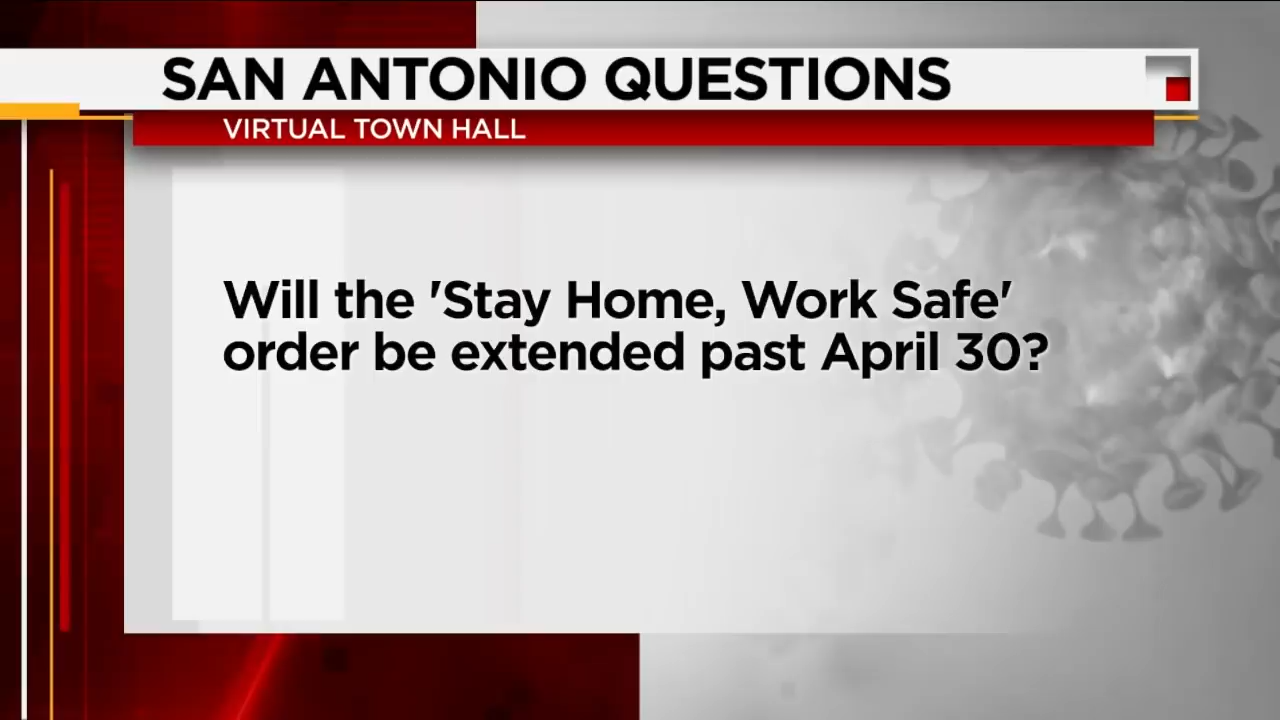 SAN ANTONIO QUESTIONS
VIRTUAL TOWN HALL
Will the 'Stay Home, Work Safe'
order be extended past April 30?